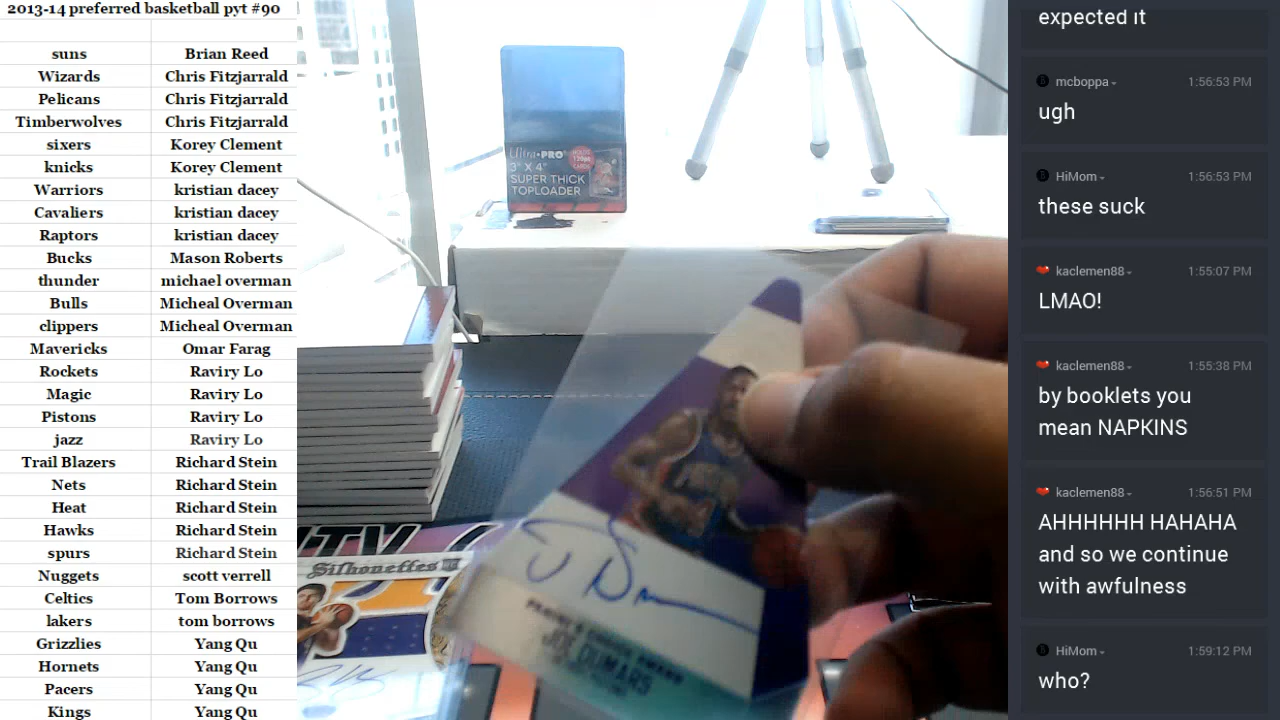 2013-14 preferred basketball pyt #90
suns Brian Reed
Wizards Chris Fitzjarrald
Pelicans Chris Fitzjarrald
Timberwolves Chris Fitzjarrald
sixers Korey Clement
knicks Korey Clement
Warriors kristian dacey
Cavaliers kristian dacey
Raptors kristian dacey
Bucks Mason Roberts
thunder michael overman
Bulls Micheal Overman
clippers Micheal Overman
Mavericks Omar Farag
Rockets Raviry Lo
Magic Raviry Lo
Pistons Raviry Lo
jazz Raviry Lo
Trail Blazers Richard Stein
Nets Richard Stein
Heat Richard Stein
Hawks Richard Stein
spurs Richard Stein
Nuggets scott verrell
Celtics Tom Borrows
lakers tom borrows
Grizzlies Yang Qu
Hornets Yang Qu
Pacers Yang Qu
Kings Yang Qu
Ultra-PRO
3" X 4"
SUPER THICK
TOPLOADER
Silhouettes
JOE DUMARS
expected it
mcboppa 1:56:53 PM
ugh
HiMom 1:56:53 PM
these suck
kaclemen88 1:55:07 PM
LMAO!
kaclemen88 1:55:38 PM
by booklets you
mean NAPKINS
kaclemen88 1:56:51 PM
AHHHHHH HAHAHA
and so we continue
with awfulness
HiMom 1:59:12 PM
who?